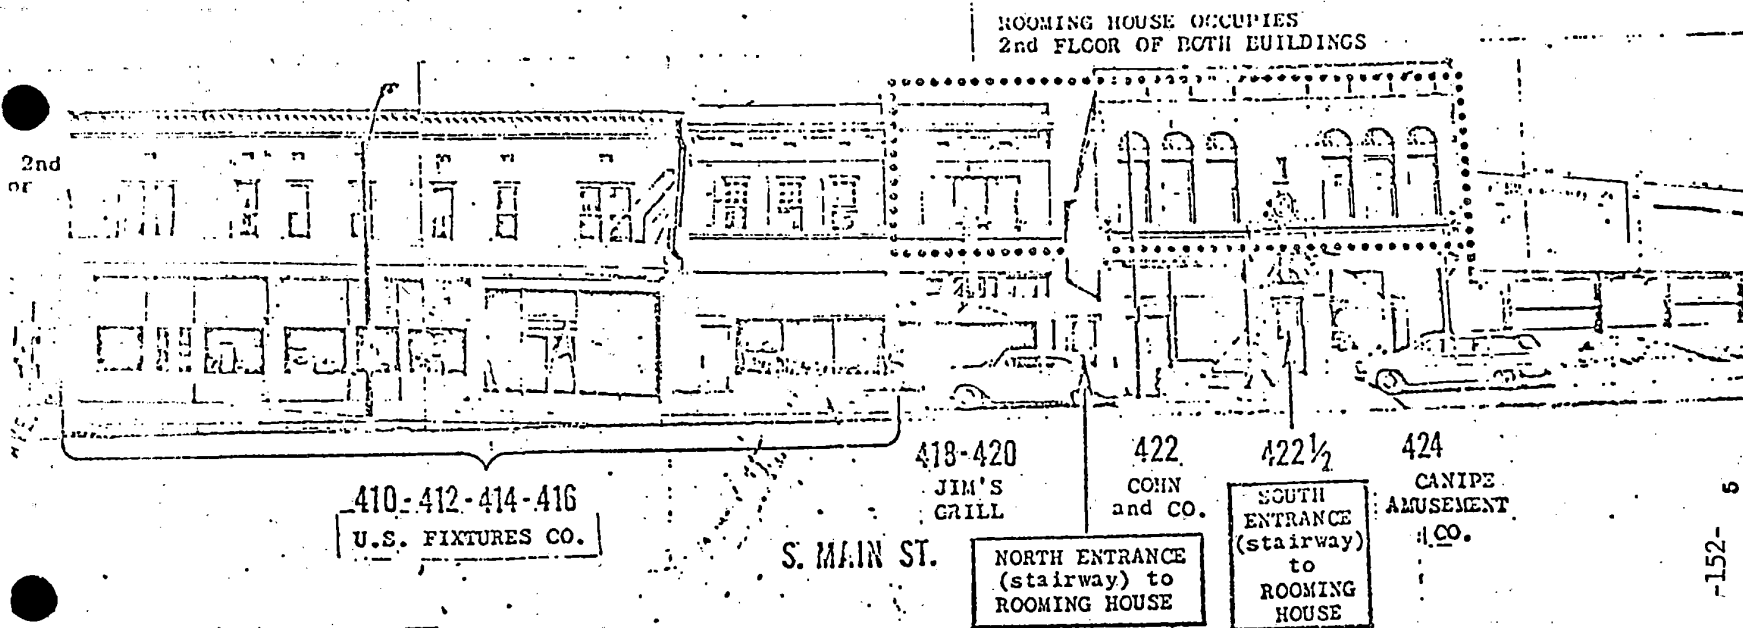 ROOMING HOUSE OCCUPIES
2nd FLOOR OF BOTH BUILDINGS
2nd
or
410-412-414-416
U.S. FIXTURES CO.
S. MAIN ST.
418-420
JIM'S
GRILL
NORTH ENTRANCE
(stairway) to
ROOMING HOUSE
422
COHN
and CO.
422½
SOUTH
ENTRANCE
(stairway)
to
ROOMING
HOUSE
424
CANIPE
AMUSEMENT
CO.
5
-152-